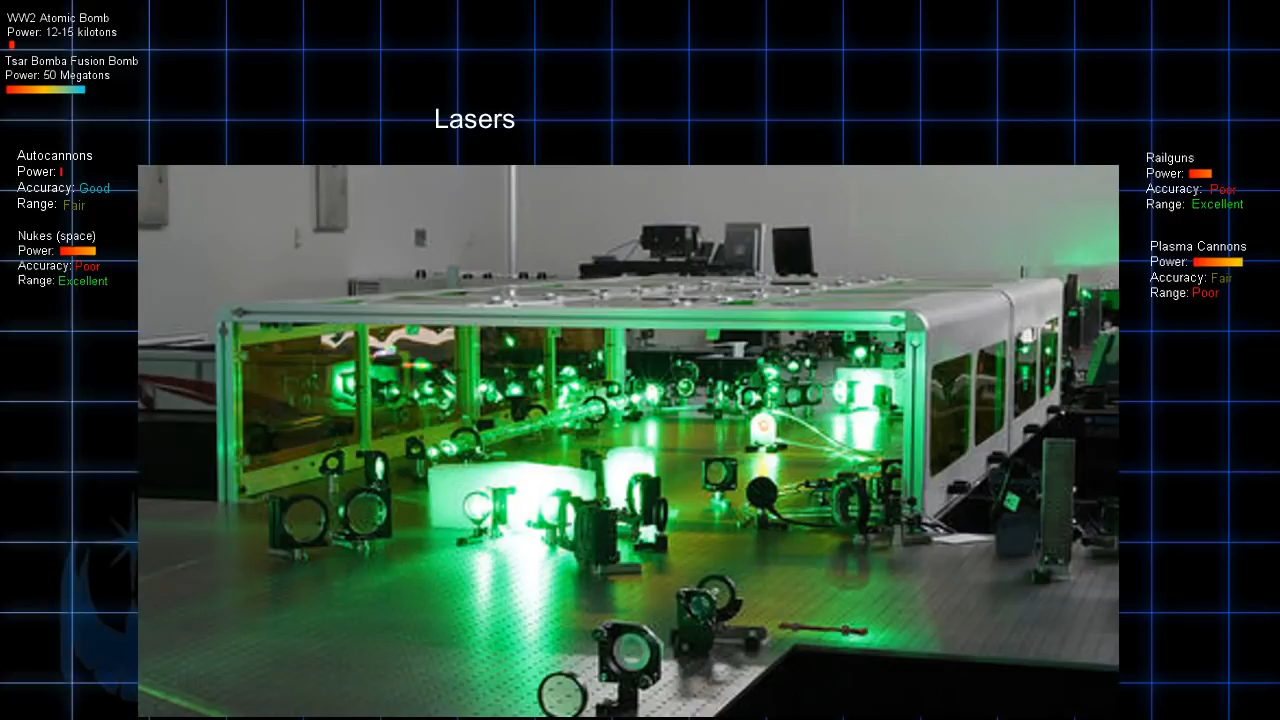 WW2 Atomic Bomb
Power: 12-15 kilotons
Tsar Bomba Fusion Bomb
Power: 50 Megatons
Lasers
Autocannons
Power:
Accuracy: Good
Range: Fair
Nukes (space)
Power:
Accuracy: Poor
Range: Excellent
Railguns
Power:
Accuracy: Poor
Range: Excellent
Plasma Cannons
Power:
Accuracy: Fair
Range: Poor